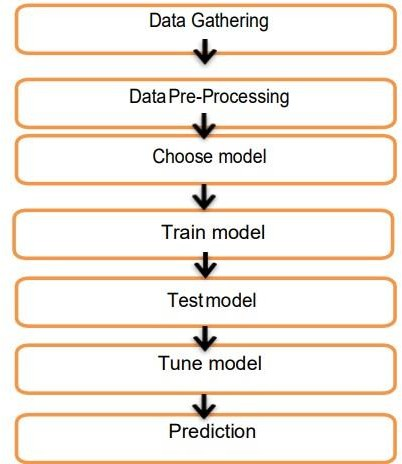 Data Gathering
Data Pre-Processing
Choose model
Train model
Test model
Tune model
Prediction